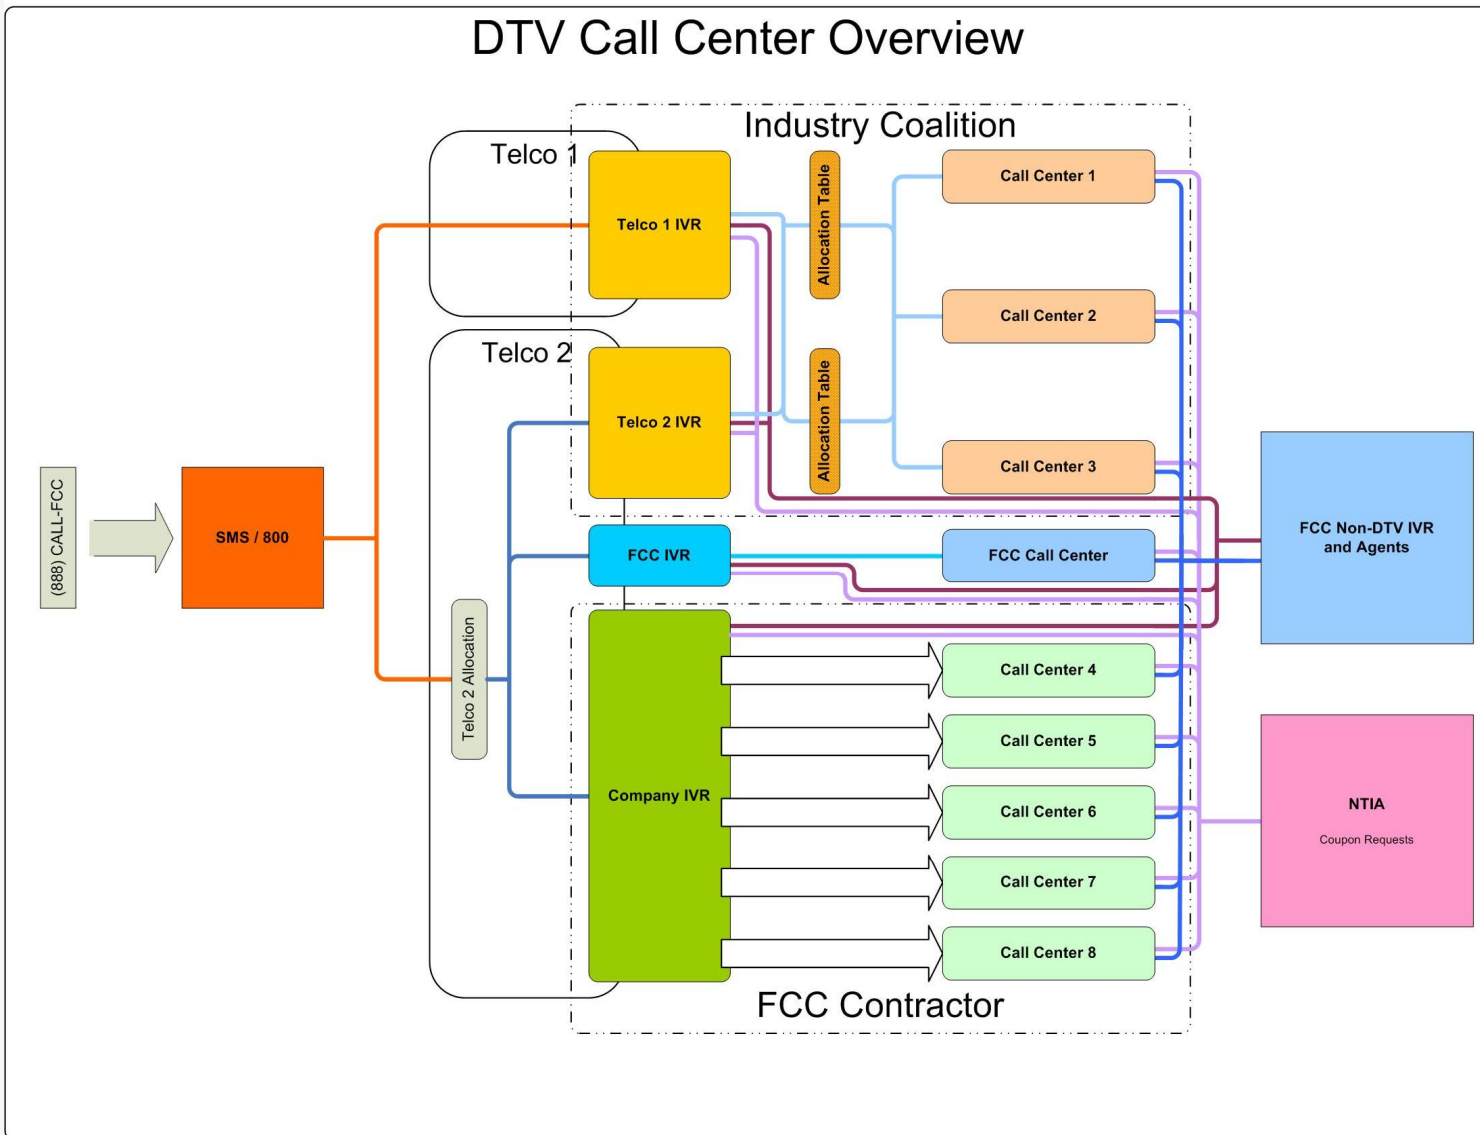 DTV Call Center Overview
Industry Coalition
Telco 1
Telco 1 IVR
Allocation Table
Call Center 1
Call Center 2
Telco 2
Telco 2 IVR
Allocation Table
Call Center 3
(888) CALL-FCC
SMS / 800
FCC IVR
FCC Call Center
FCC Non-DTV IVR
and Agents
Telco 2 Allocation
Company IVR
Call Center 4
Call Center 5
Call Center 6
Call Center 7
Call Center 8
NTIA
Coupon Requests
FCC Contractor